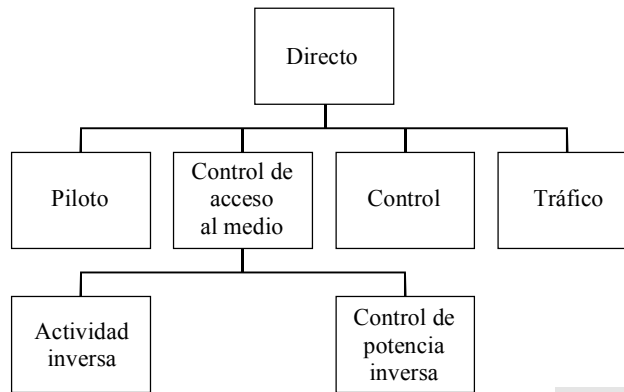 Directo
Piloto
Control de
acceso
al medio
Control
Tráfico
Actividad
inversa
Control de
potencia
inversa